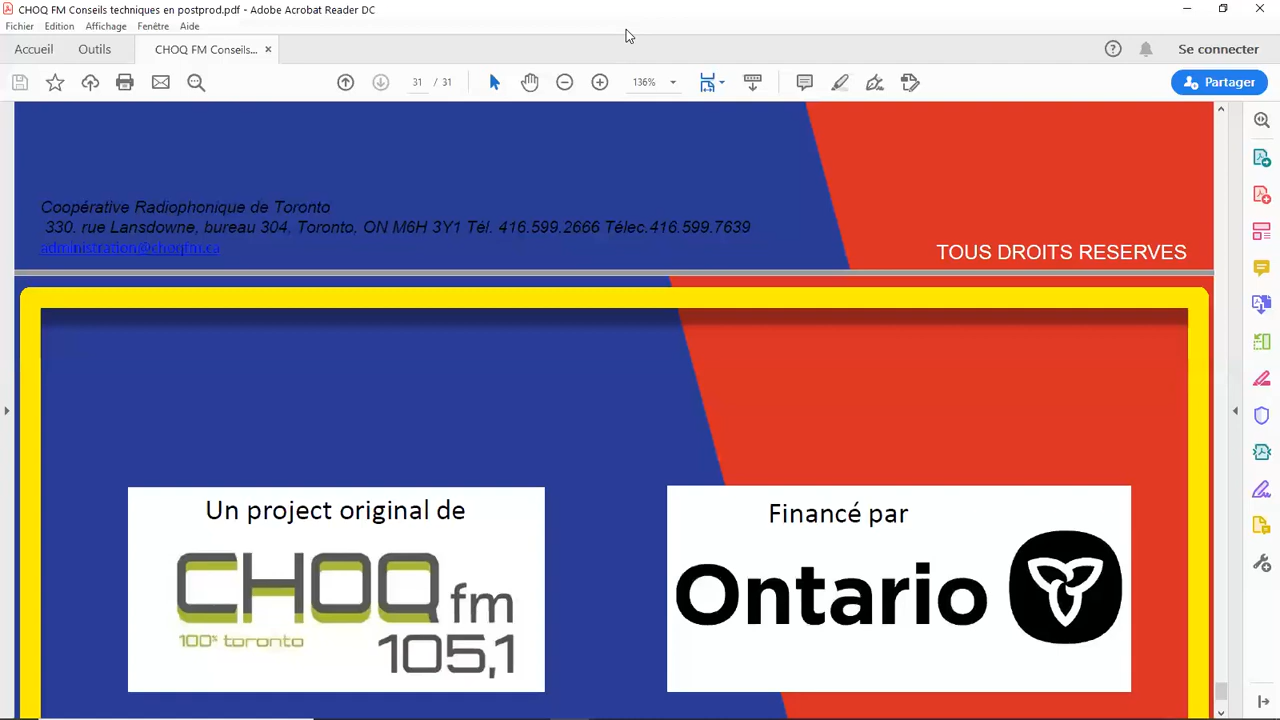 CHOQ FM Conseils techniques en postprod.pdf - Adobe Acrobat Reader DC
Fichier Edition Affichage Fenêtre Aide
Accueil Outils CHOQ FM Conseils... × Se connecter
31 / 31 136% Partager
Coopérative Radiophonique de Toronto
330. rue Lansdowne, bureau 304, Toronto, ON M6H 3Y1 Tél. 416.599.2666 Télec.416.599.7639
administration@choqfm.ca
TOUS DROITS RESERVES
Un project original de
CHOQ fm
100% toronto
105,1
Financé par
Ontario